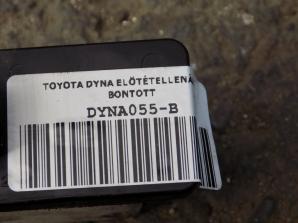 TOYOTA DYNA ELŐTÉTELLENÁ
BONTOTT
DYNA055-B